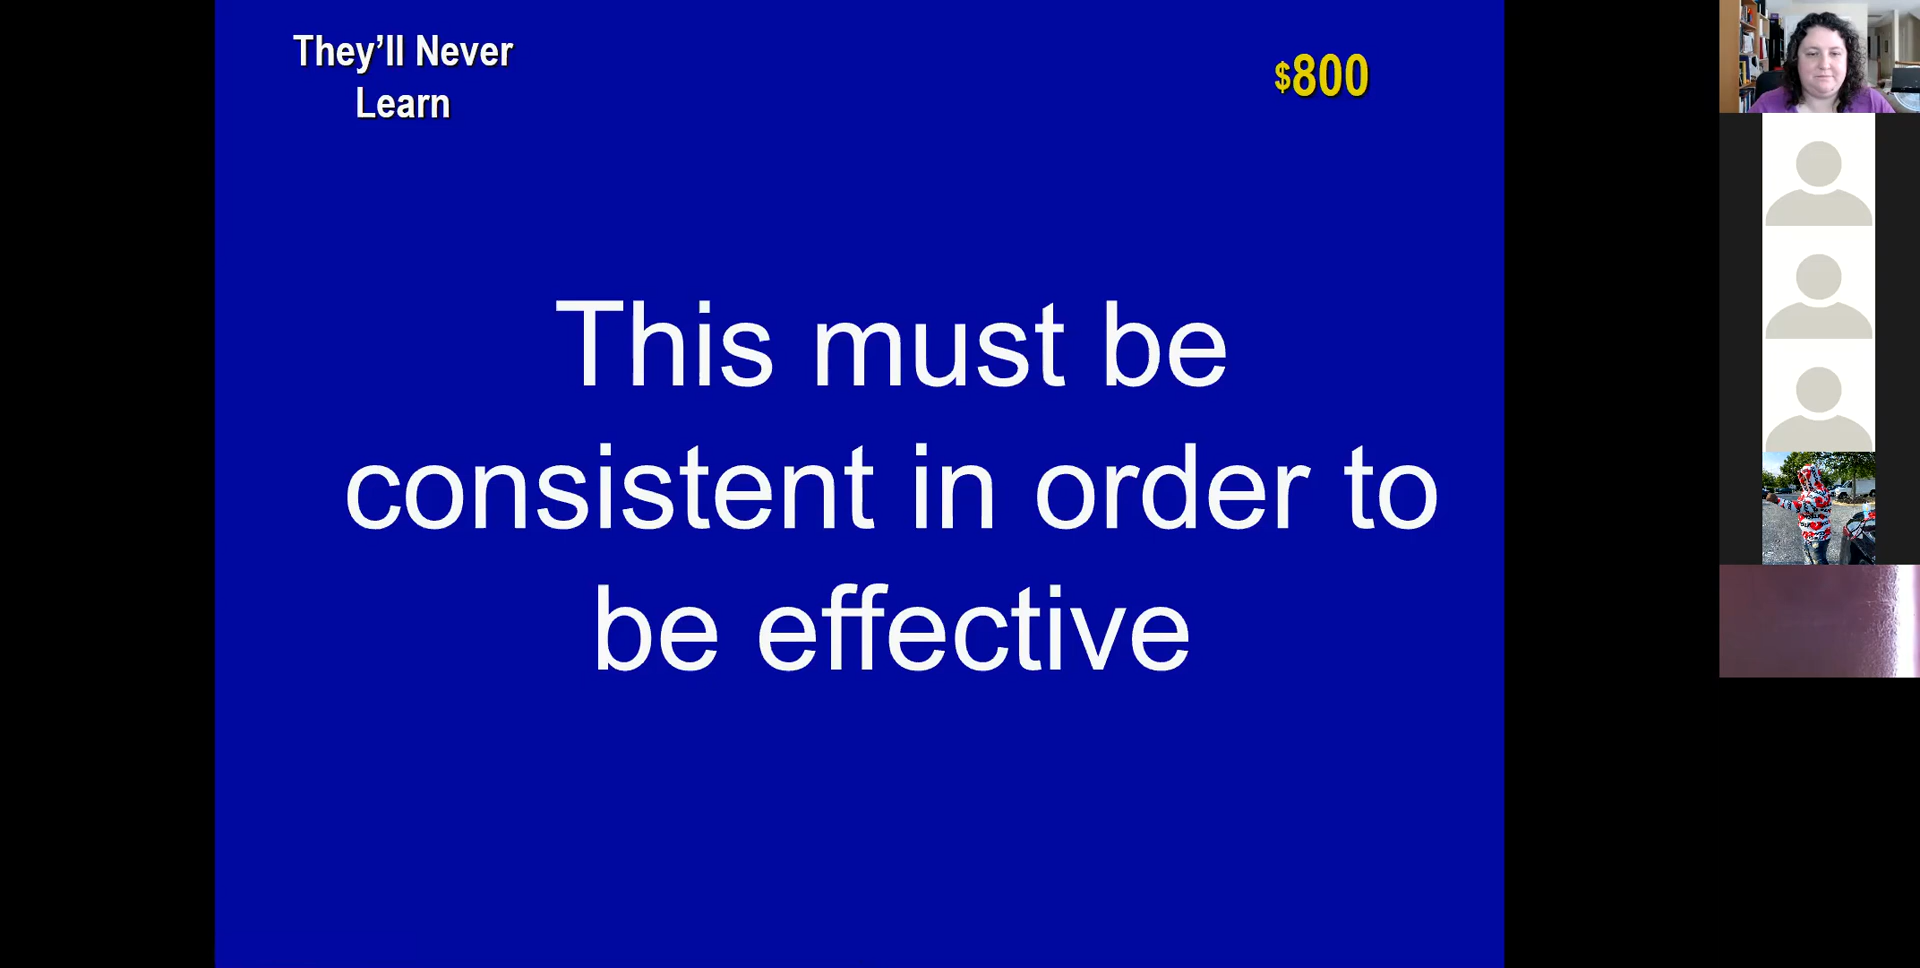 They’ll Never
Learn
$800
This must be
consistent in order to
be effective